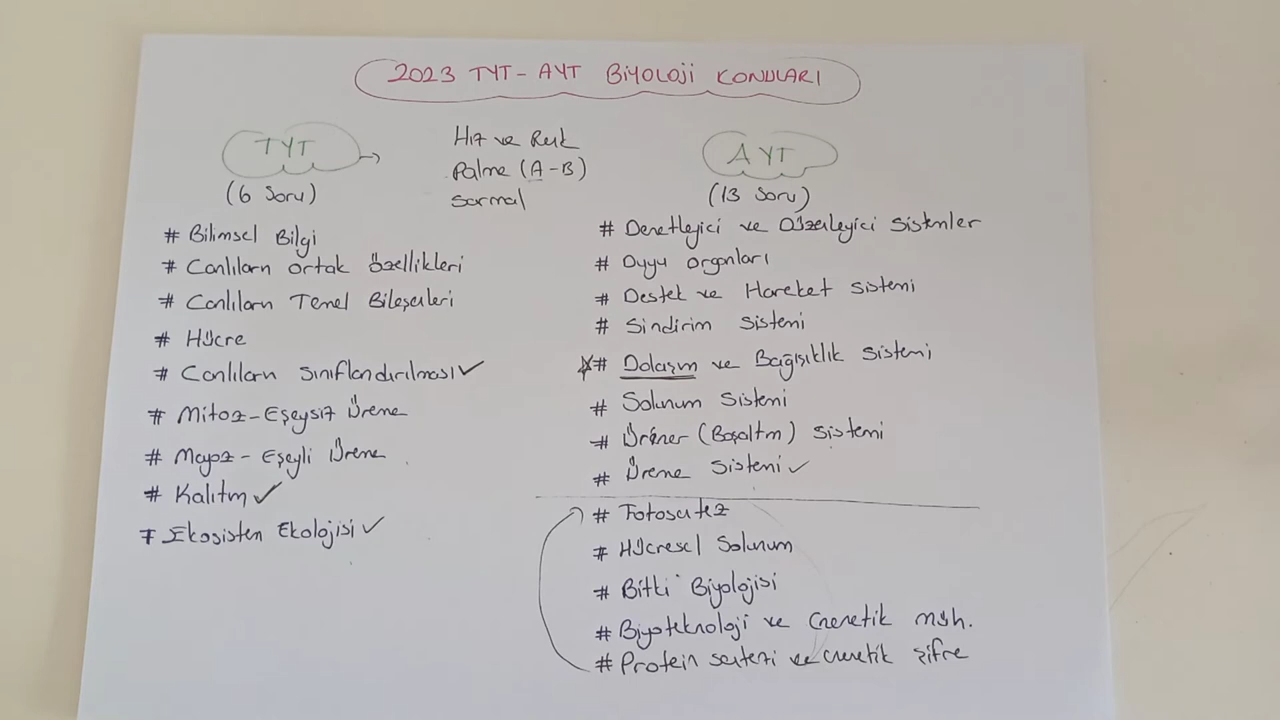 2023 TYT - AYT BİYOLOJİ KONULARI
TYT
(6 Soru)
Hız ve Renk
Palme (A-B)
Sarmal
# Bilimsel Bilgi
# Canlıların ortak özellikleri
# Canlıların Temel Bileşenleri
# Hücre
# Canlıların sınıflandırılması ✓
# Mitoz - Eşeysiz Üreme
# Mayoz - Eşeyli Üreme
# Kalıtım ✓
# Ekosistem Ekolojisi ✓
AYT
(13 Soru)
# Denetleyici ve Düzenleyici Sistemler
# Duyu organları
# Destek ve Hareket sistemi
# Sindirim sistemi
# Dolaşım ve Bağışıklık sistemi
# Solunum Sistemi
# Üriner (Boşaltım) sistemi
# Üreme Sistemi ✓
# Fotosentez
# Hücresel Solunum
# Bitki Biyolojisi
# Biyoteknoloji ve Genetik müh.
# Protein sentezi ve Genetik şifre